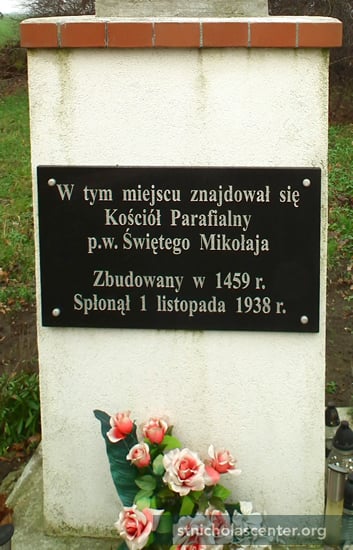 W tym miejscu znajdował się
Kościół Parafialny
p.w. Świętego Mikołaja
Zbudowany w 1459 r.
Spłonął 1 listopada 1938 r.
stnicholascenter.org